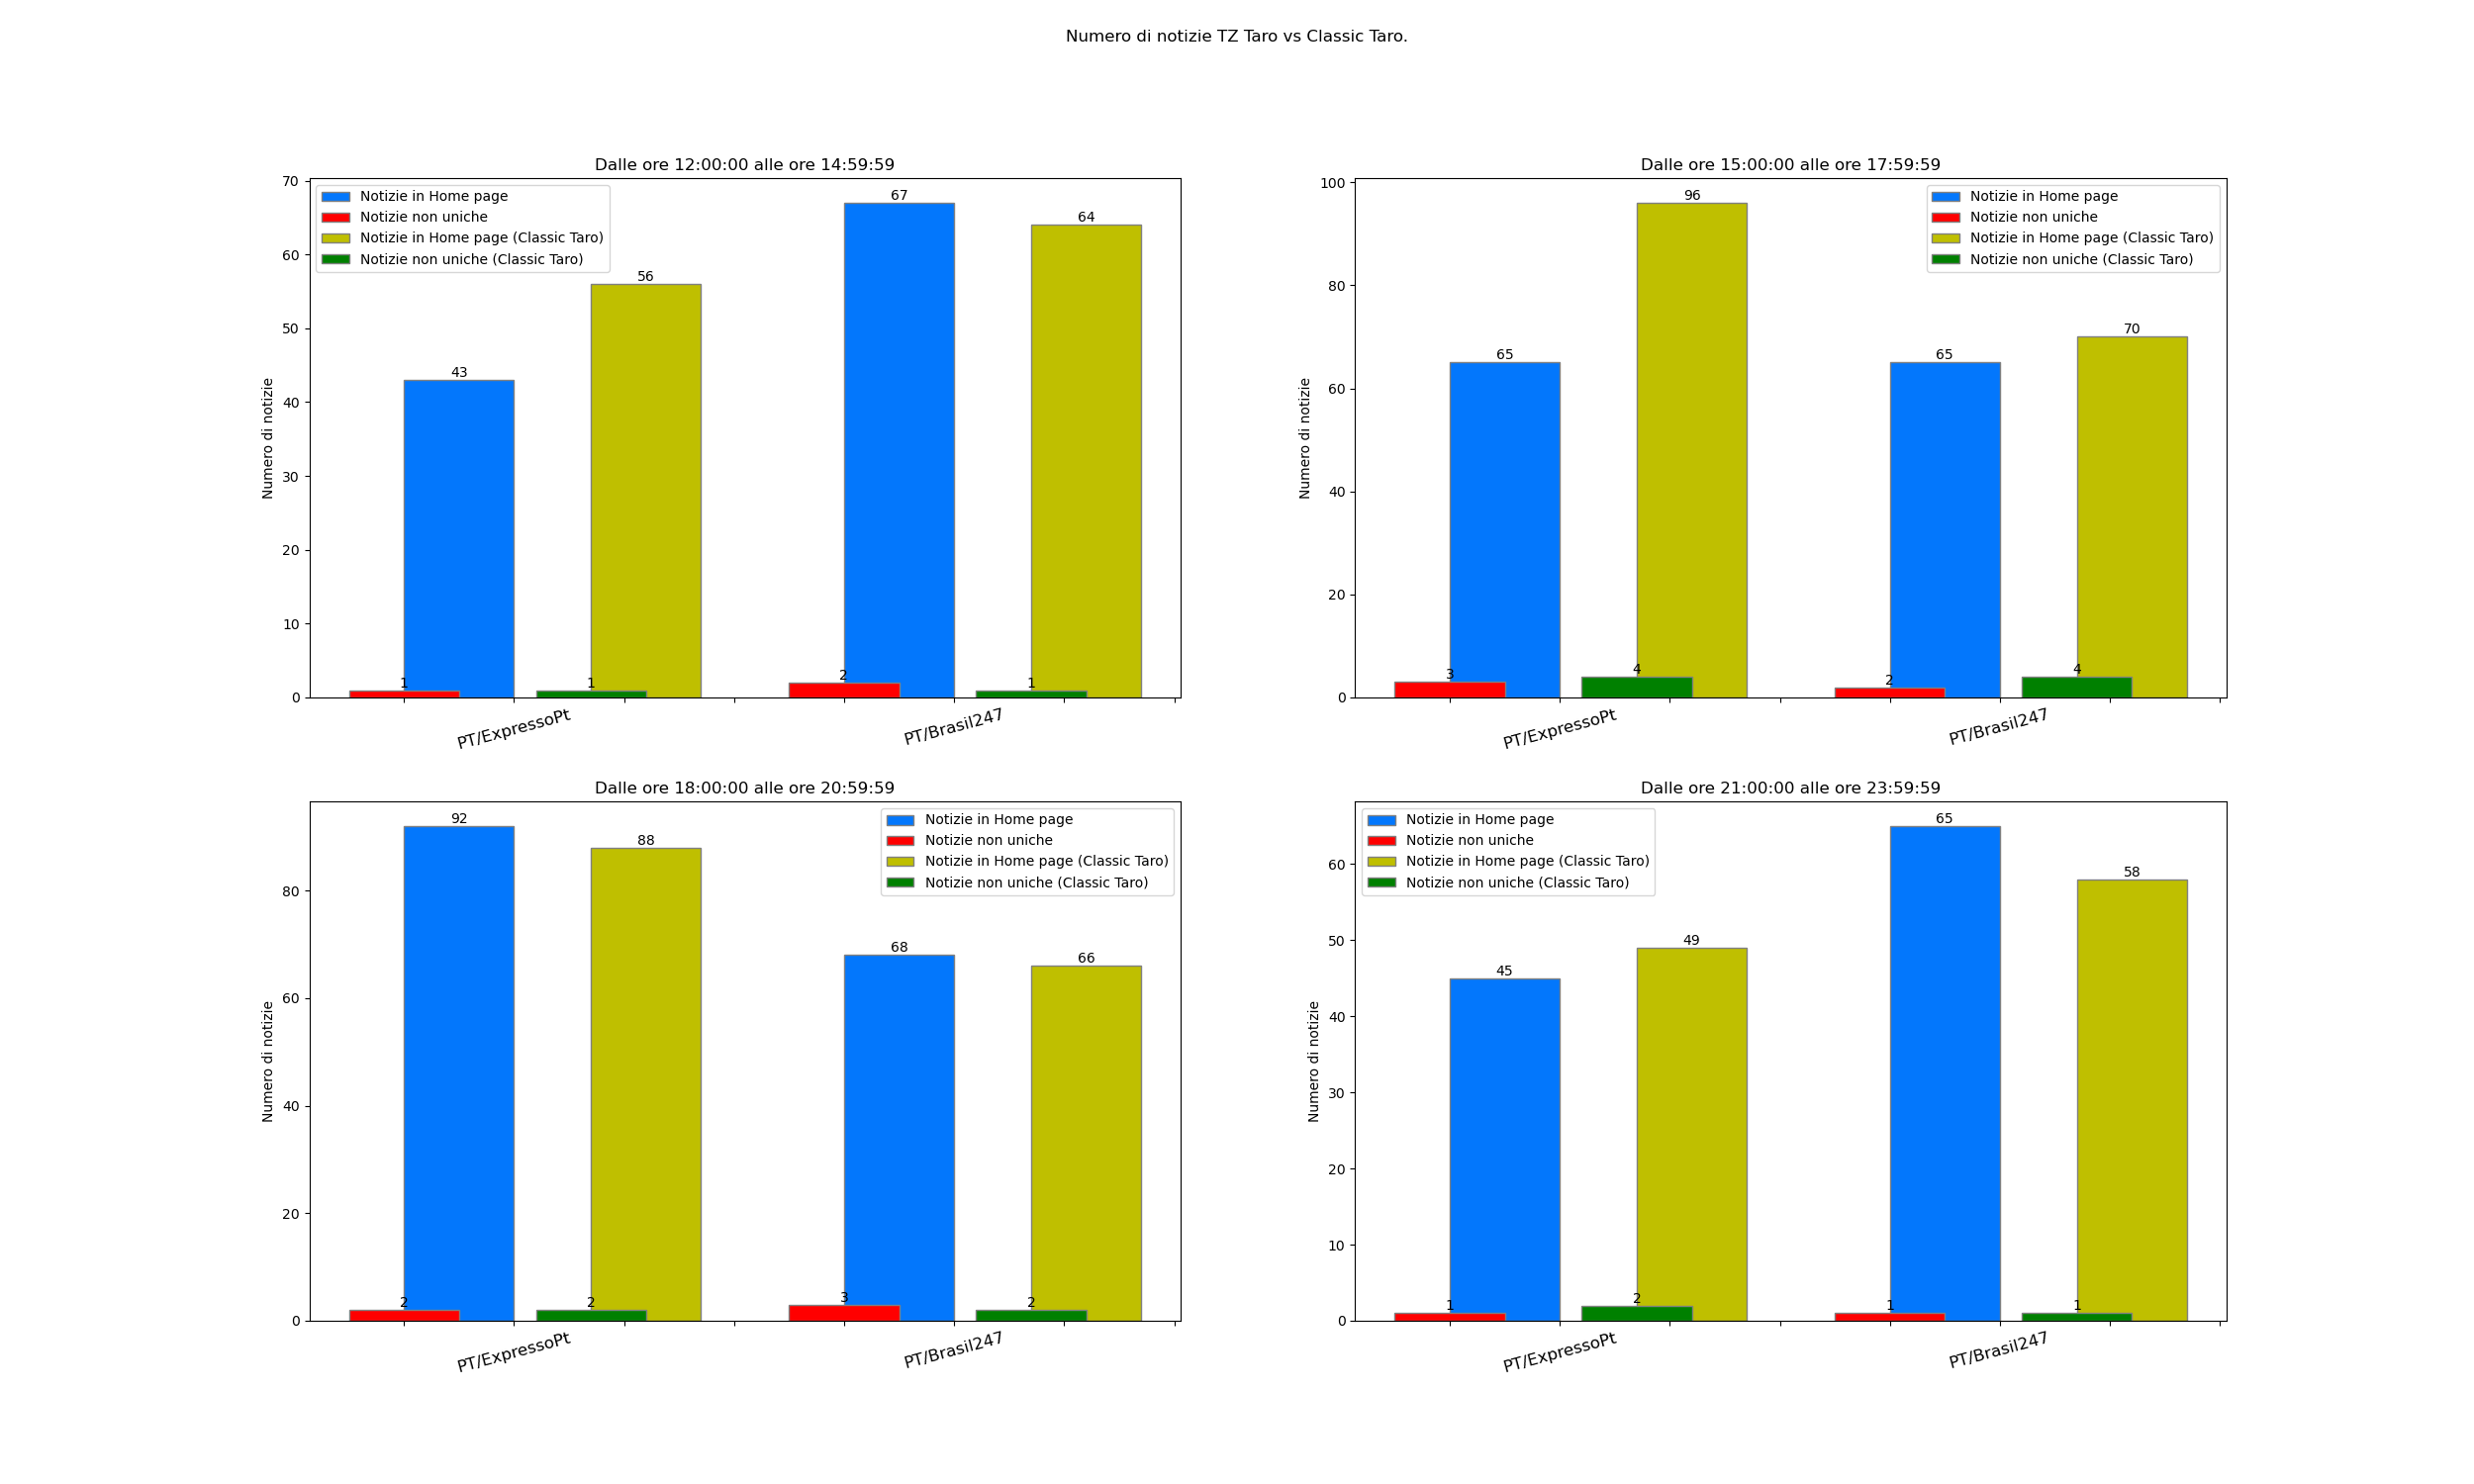 Numero di notizie TZ Taro vs Classic Taro.
Dalle ore 12:00:00 alle ore 14:59:59
Notizie in Home page
Notizie non uniche
Notizie in Home page (Classic Taro)
Notizie non uniche (Classic Taro)
Numero di notizie
70
60
50
40
30
20
10
0
43
56
67
64
1
1
2
1
PT/ExpressoPt
PT/Brasil247
Dalle ore 15:00:00 alle ore 17:59:59
Notizie in Home page
Notizie non uniche
Notizie in Home page (Classic Taro)
Notizie non uniche (Classic Taro)
Numero di notizie
100
80
60
40
20
0
65
96
65
70
3
4
2
4
PT/ExpressoPt
PT/Brasil247
Dalle ore 18:00:00 alle ore 20:59:59
Notizie in Home page
Notizie non uniche
Notizie in Home page (Classic Taro)
Notizie non uniche (Classic Taro)
Numero di notizie
80
60
40
20
0
92
88
68
66
2
2
3
2
PT/ExpressoPt
PT/Brasil247
Dalle ore 21:00:00 alle ore 23:59:59
Notizie in Home page
Notizie non uniche
Notizie in Home page (Classic Taro)
Notizie non uniche (Classic Taro)
Numero di notizie
60
50
40
30
20
10
0
45
49
65
58
1
2
1
1
PT/ExpressoPt
PT/Brasil247